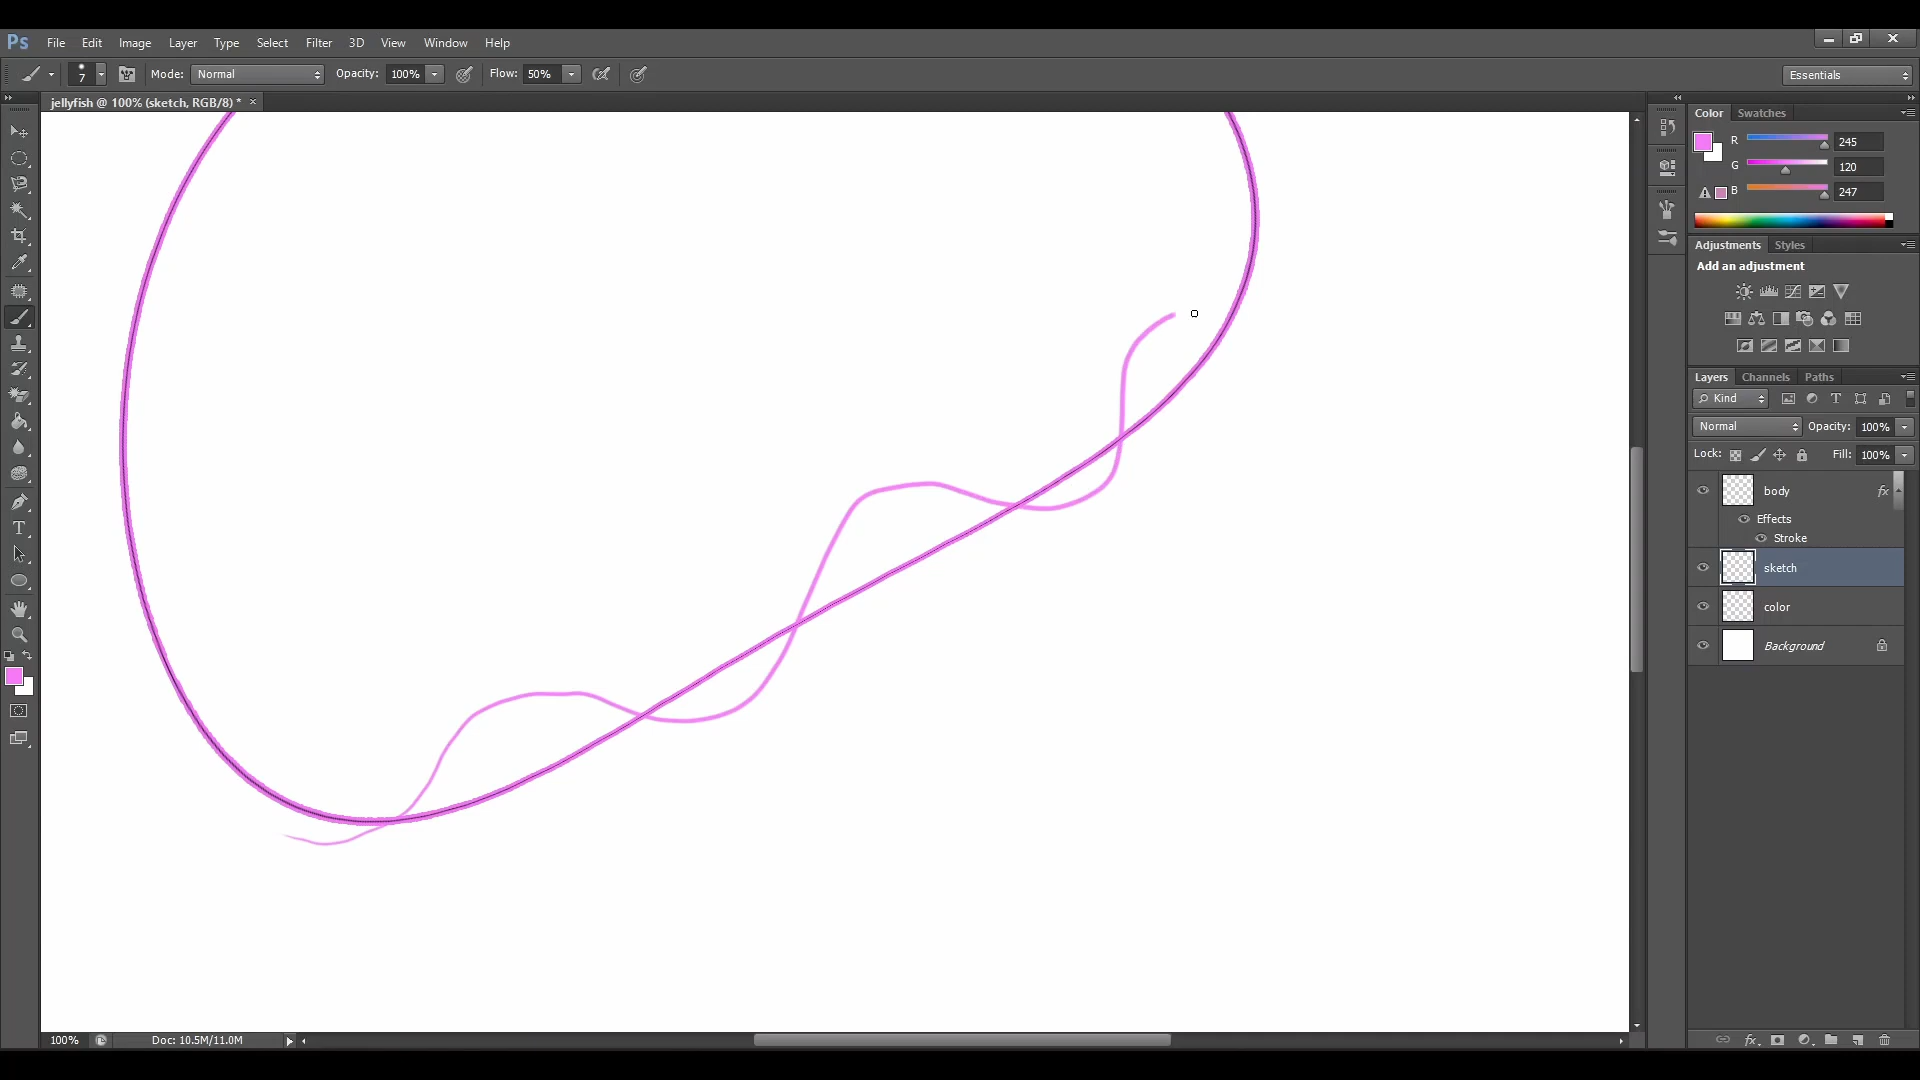 Ps File Edit Image Layer Type Select Filter 3D View Window Help
7 Mode: Normal Opacity: 100% Flow: 50% Essentials
jellyfish @ 100% (sketch, RGB/8) * ×
Color Swatches
R 245
G 120
B 247
Adjustments Styles
Add an adjustment
Layers Channels Paths
Kind
Normal Opacity: 100%
Lock: Fill: 100%
body fx
Effects
Stroke
sketch
color
Background
100% Doc: 10.5M/11.0M